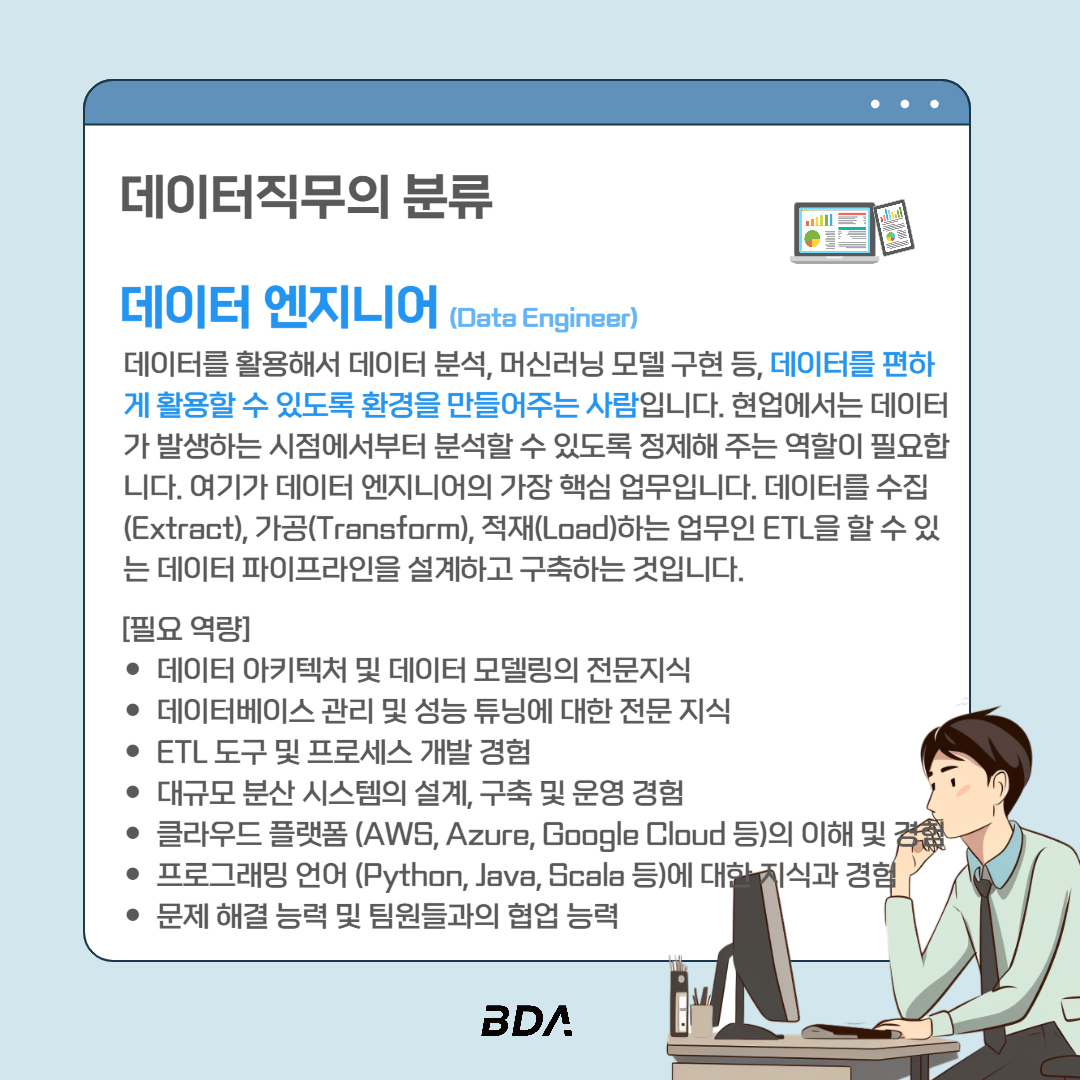 데이터직무의 분류
데이터 엔지니어 (Data Engineer)
데이터를 활용해서 데이터 분석, 머신러닝 모델 구현 등, 데이터를 편하
게 활용할 수 있도록 환경을 만들어주는 사람입니다. 현업에서는 데이터
가 발생하는 시점에서부터 분석할 수 있도록 정제해 주는 역할이 필요합
니다. 여기가 데이터 엔지니어의 가장 핵심 업무입니다. 데이터를 수집
(Extract), 가공(Transform), 적재(Load)하는 업무인 ETL을 할 수 있
는 데이터 파이프라인을 설계하고 구축하는 것입니다.
[필요 역량]
• 데이터 아키텍처 및 데이터 모델링의 전문지식
• 데이터베이스 관리 및 성능 튜닝에 대한 전문 지식
• ETL 도구 및 프로세스 개발 경험
• 대규모 분산 시스템의 설계, 구축 및 운영 경험
• 클라우드 플랫폼 (AWS, Azure, Google Cloud 등)의 이해 및 경험
• 프로그래밍 언어 (Python, Java, Scala 등)에 대한 지식과 경험
• 문제 해결 능력 및 팀원들과의 협업 능력
BDA